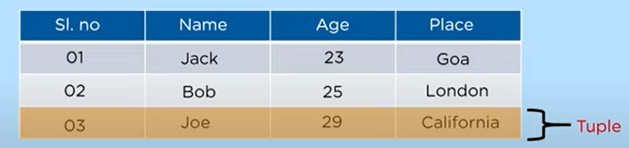 Sl. no Name Age Place
01 Jack 23 Goa
02 Bob 25 London
03 Joe 29 California Tuple